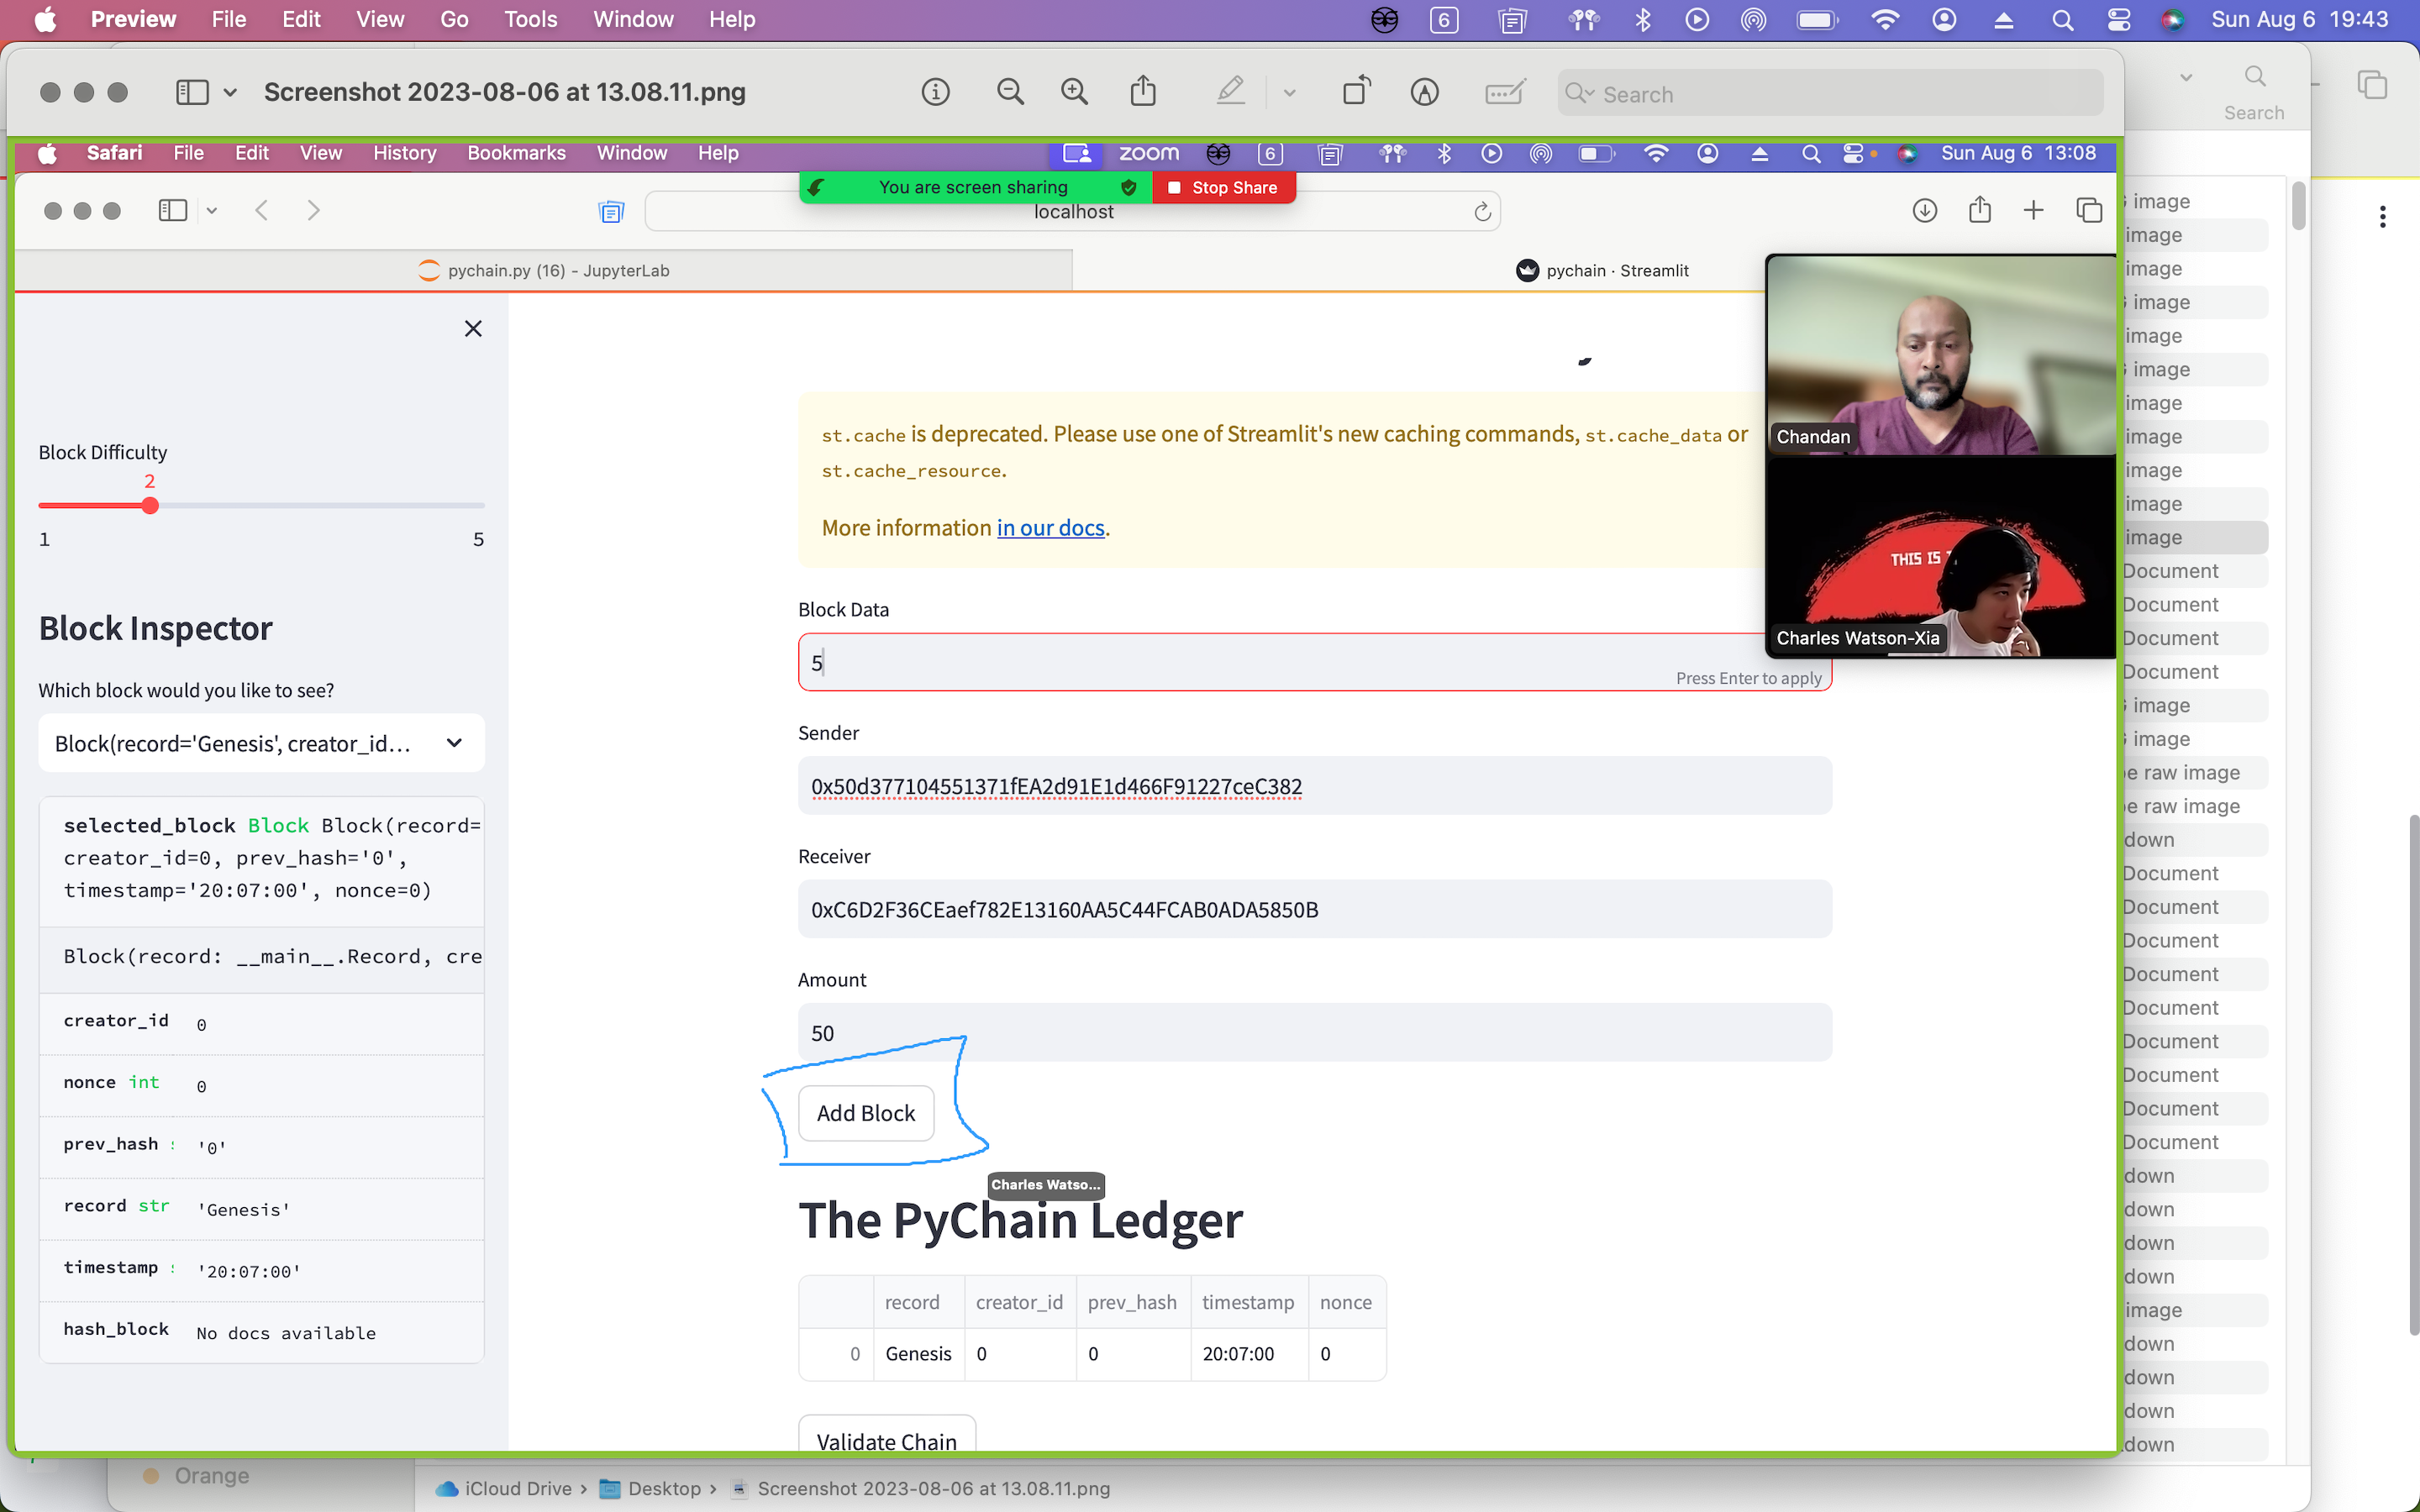 Preview File Edit View Go Tools Window Help
6
Sun Aug 6 19:43
Screenshot 2023-08-06 at 13.08.11.png
Search
Search
Safari File Edit View History Bookmarks Window Help
zoom
6
Sun Aug 6 13:08
You are screen sharing
Stop Share
localhost
pychain.py (16) - JupyterLab
pychain · Streamlit
Block Difficulty
2
1
5
Block Inspector
Which block would you like to see?
Block(record='Genesis', creator_id...
selected_block Block Block(record=
creator_id=0, prev_hash='0',
timestamp='20:07:00', nonce=0)
Block(record: __main__.Record, cre
creator_id 0
nonce int 0
prev_hash '0'
record str 'Genesis'
timestamp '20:07:00'
hash_block No docs available
st.cache is deprecated. Please use one of Streamlit's new caching commands, st.cache_data or
st.cache_resource.
More information in our docs.
Block Data
5
Press Enter to apply
Sender
0x50d377104551371fEA2d91E1d466F91227ceC382
Receiver
0xC6D2F36CEaef782E13160AA5C44FCAB0ADA5850B
Amount
50
Add Block
Charles Watso...
The PyChain Ledger
record creator_id prev_hash timestamp nonce
0 Genesis 0 0 20:07:00 0
Validate Chain
Chandan
THIS IS
Charles Watson-Xia
image
image
image
image
image
image
image
image
image
image
image
Document
Document
Document
Document
image
image
raw image
raw image
down
Document
Document
Document
Document
Document
Document
Document
Document
Document
down
down
down
down
image
down
down
down
down
Orange
iCloud Drive › Desktop › Screenshot 2023-08-06 at 13.08.11.png